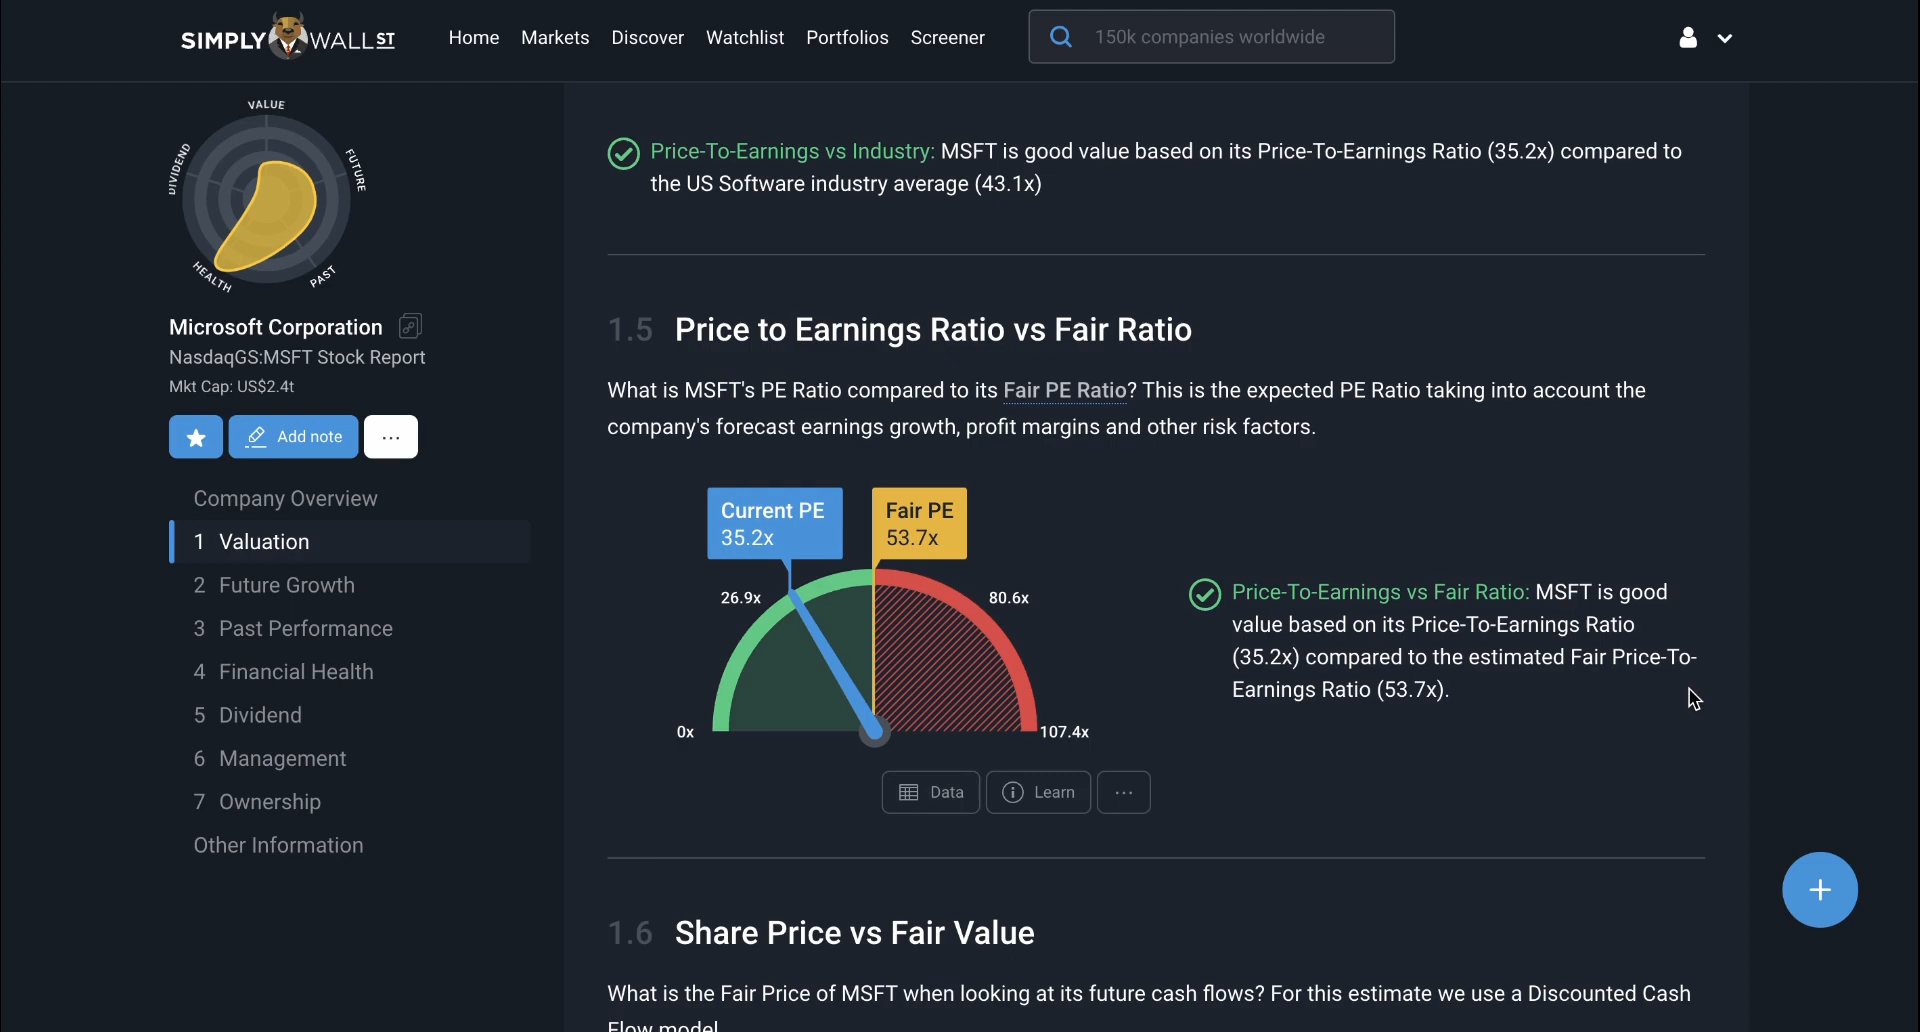 SIMPLY WALL ST
Home Markets Discover Watchlist Portfolios Screener
150k companies worldwide
VALUE
FUTURE
PAST
HEALTH
DIVIDEND
Microsoft Corporation
NasdaqGS:MSFT Stock Report
Mkt Cap: US$2.4t
Add note
...
Company Overview
1 Valuation
2 Future Growth
3 Past Performance
4 Financial Health
5 Dividend
6 Management
7 Ownership
Other Information
Price-To-Earnings vs Industry: MSFT is good value based on its Price-To-Earnings Ratio (35.2x) compared to
the US Software industry average (43.1x)
1.5 Price to Earnings Ratio vs Fair Ratio
What is MSFT's PE Ratio compared to its Fair PE Ratio? This is the expected PE Ratio taking into account the
company's forecast earnings growth, profit margins and other risk factors.
Current PE
35.2x
Fair PE
53.7x
26.9x
80.6x
0x
107.4x
Price-To-Earnings vs Fair Ratio: MSFT is good
value based on its Price-To-Earnings Ratio
(35.2x) compared to the estimated Fair Price-To-
Earnings Ratio (53.7x).
Data
Learn
...
1.6 Share Price vs Fair Value
What is the Fair Price of MSFT when looking at its future cash flows? For this estimate we use a Discounted Cash
Flow model